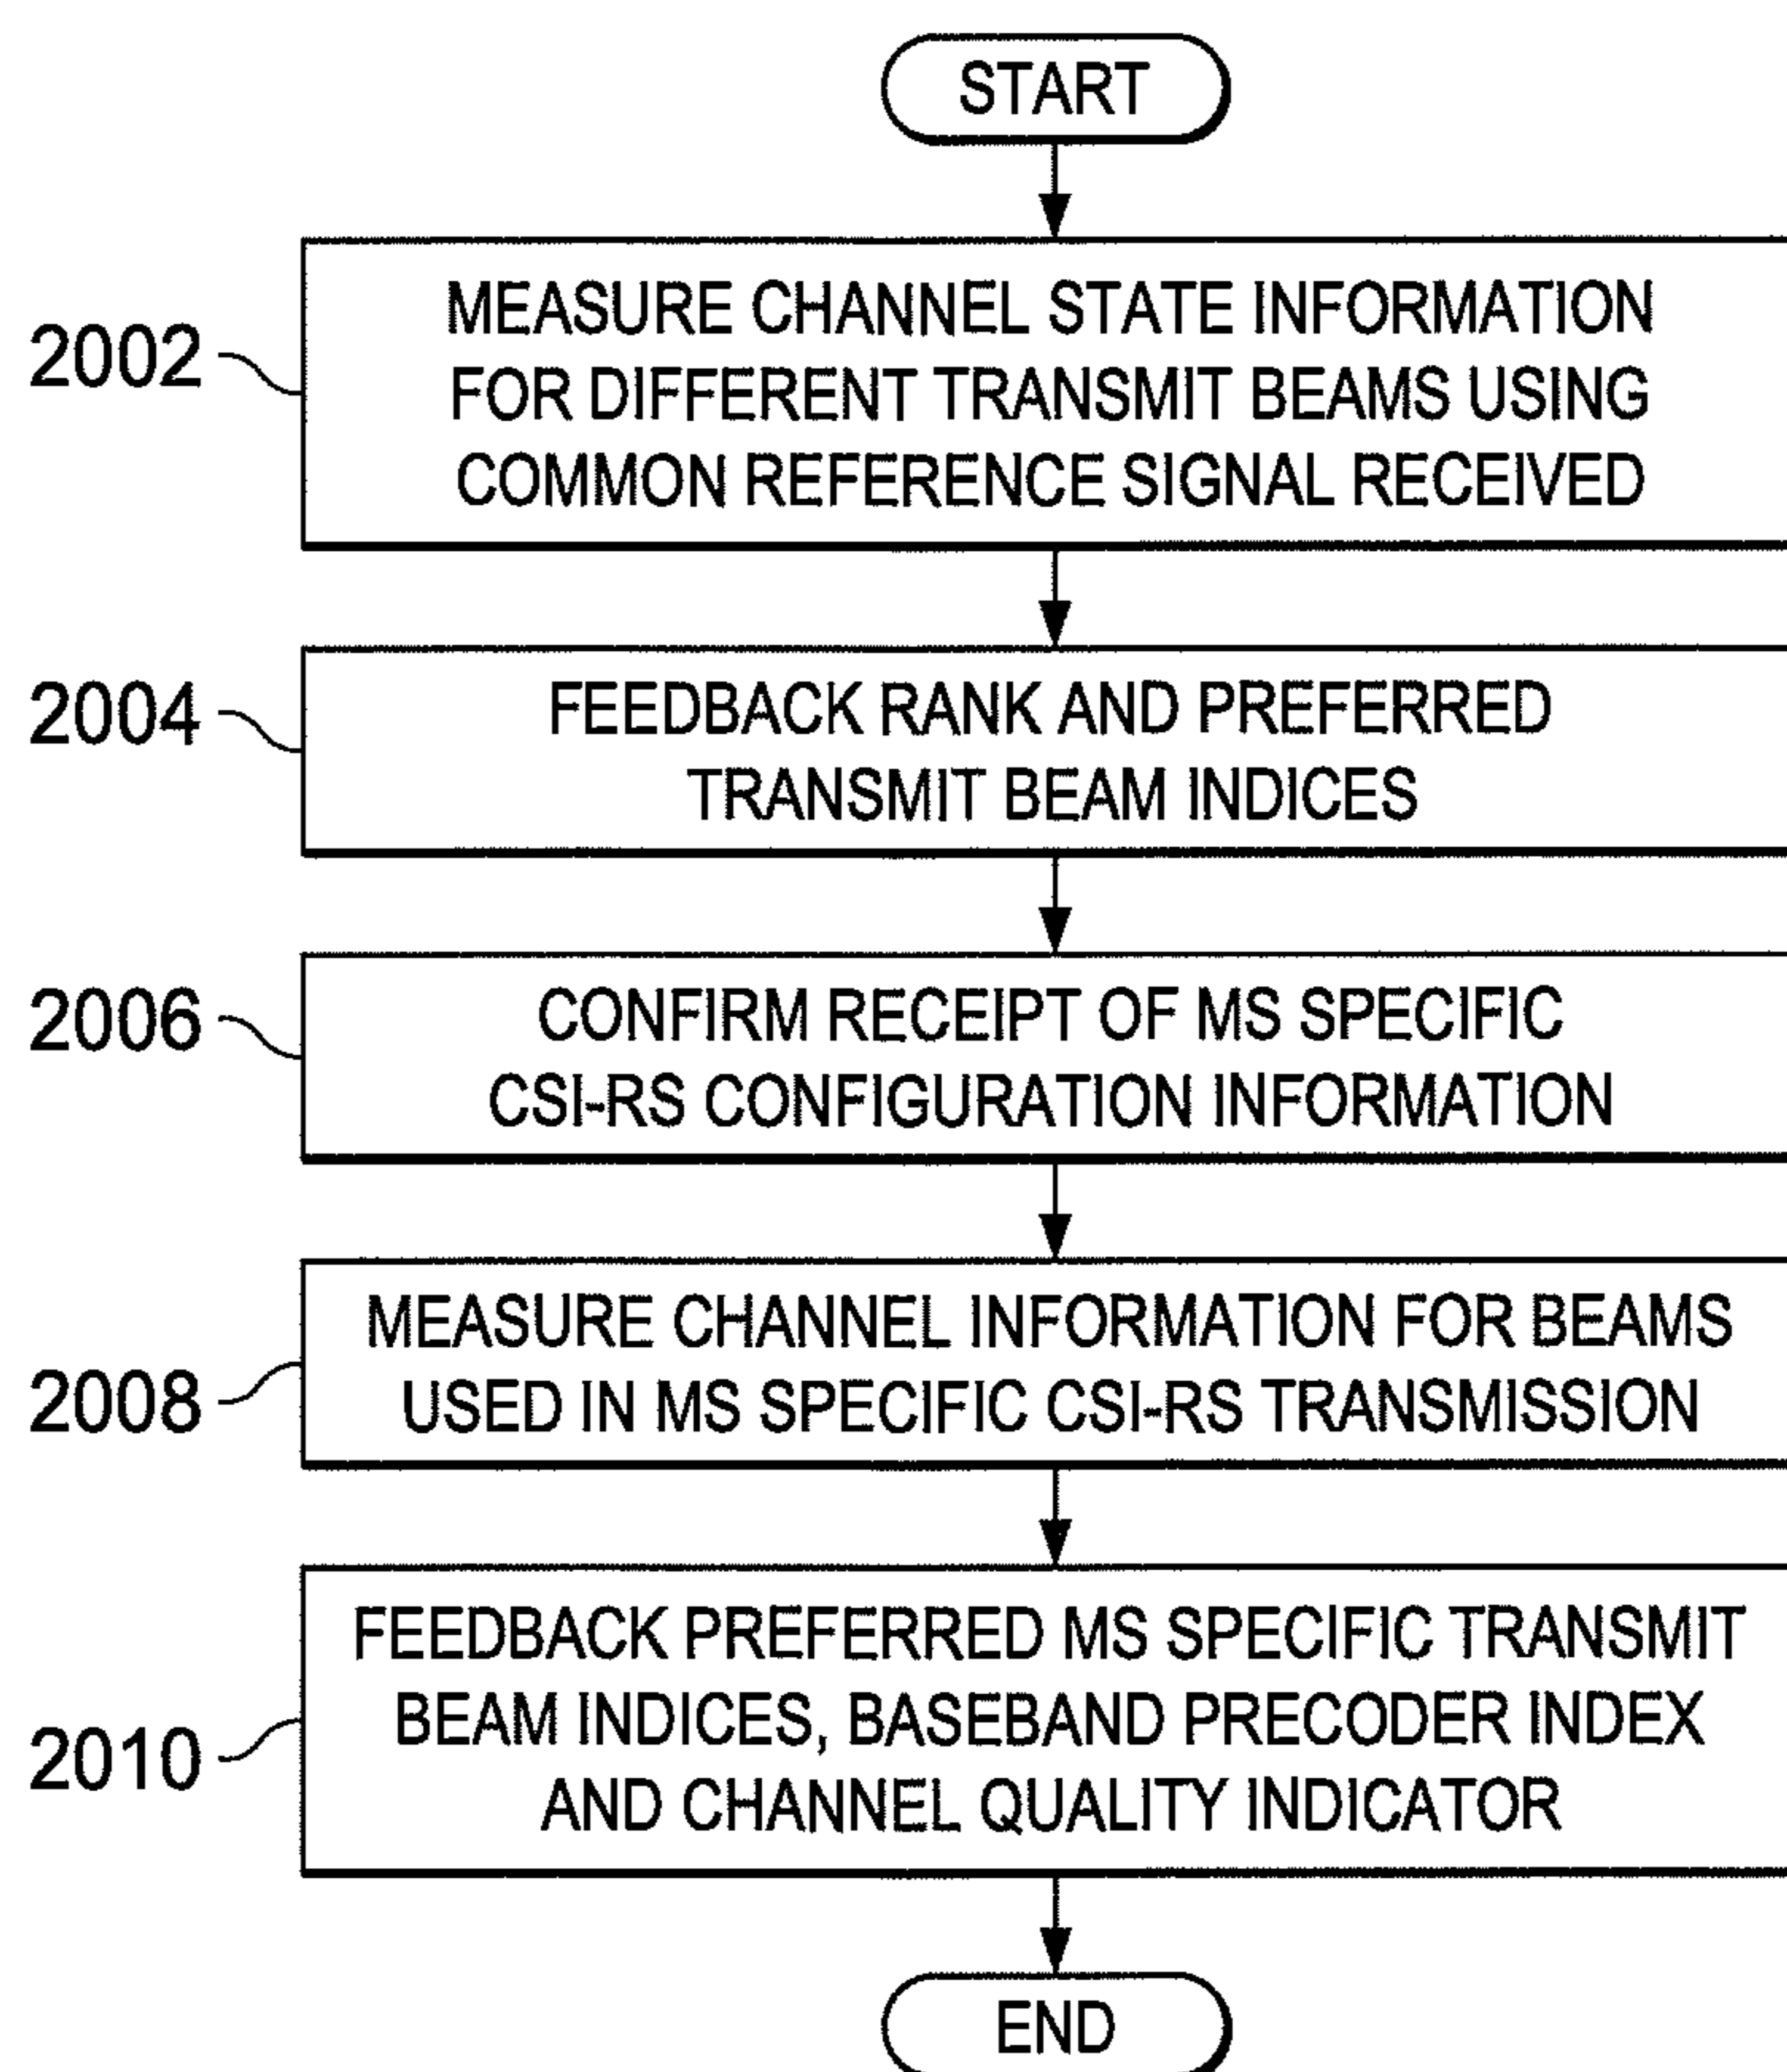 START
2002
MEASURE CHANNEL STATE INFORMATION
FOR DIFFERENT TRANSMIT BEAMS USING
COMMON REFERENCE SIGNAL RECEIVED
2004
FEEDBACK RANK AND PREFERRED
TRANSMIT BEAM INDICES
2006
CONFIRM RECEIPT OF MS SPECIFIC
CSI-RS CONFIGURATION INFORMATION
2008
MEASURE CHANNEL INFORMATION FOR BEAMS
USED IN MS SPECIFIC CSI-RS TRANSMISSION
2010
FEEDBACK PREFERRED MS SPECIFIC TRANSMIT
BEAM INDICES, BASEBAND PRECODER INDEX
AND CHANNEL QUALITY INDICATOR
END